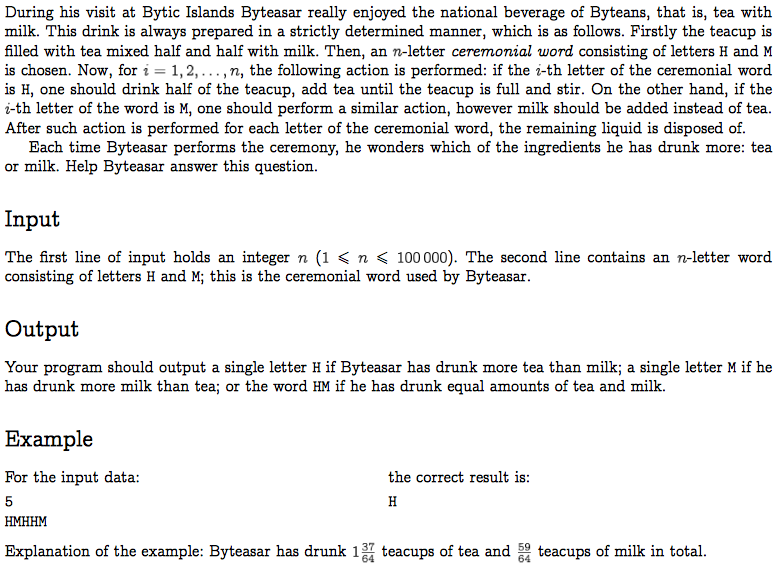 During his visit at Bytic Islands Byteasar really enjoyed the national beverage of Byteans, that is, tea with
milk. This drink is always prepared in a strictly determined manner, which is as follows. Firstly the teacup is
filled with tea mixed half and half with milk. Then, an n-letter ceremonial word consisting of letters H and M
is chosen. Now, for i = 1, 2, . . . , n, the following action is performed: if the i-th letter of the ceremonial word
is H, one should drink half of the teacup, add tea until the teacup is full and stir. On the other hand, if the
i-th letter of the word is M, one should perform a similar action, however milk should be added instead of tea.
After such action is performed for each letter of the ceremonial word, the remaining liquid is disposed of.
Each time Byteasar performs the ceremony, he wonders which of the ingredients he has drunk more: tea
or milk. Help Byteasar answer this question.
Input
The first line of input holds an integer n (1 ⩽ n ⩽ 100 000). The second line contains an n-letter word
consisting of letters H and M; this is the ceremonial word used by Byteasar.
Output
Your program should output a single letter H if Byteasar has drunk more tea than milk; a single letter M if he
has drunk more milk than tea; or the word HM if he has drunk equal amounts of tea and milk.
Example
For the input data: the correct result is:
5 H
HMHHM
Explanation of the example: Byteasar has drunk 1 37/64 teacups of tea and 59/64 teacups of milk in total.